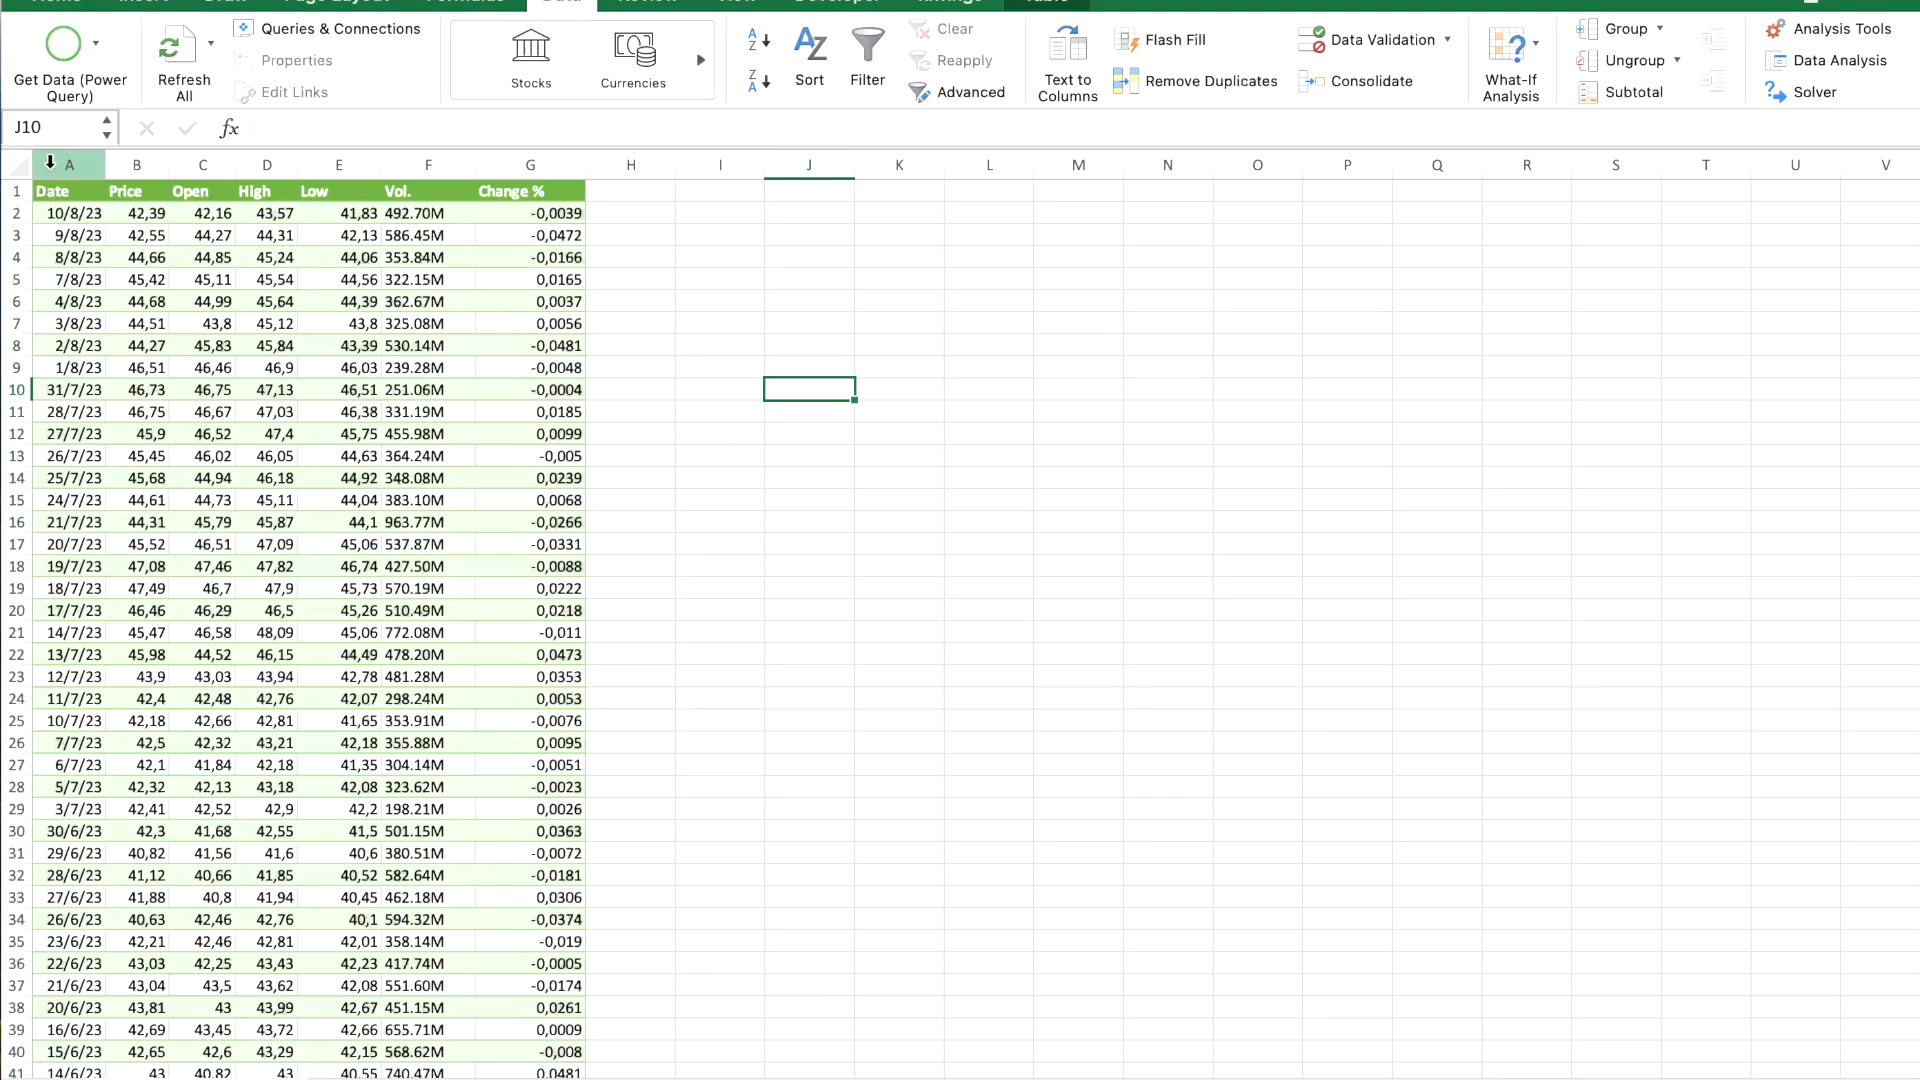 Queries & Connections
Properties
Edit Links
Get Data (Power Query)
Refresh All
Stocks
Currencies
Sort
Filter
Clear
Reapply
Advanced
Text to Columns
Flash Fill
Remove Duplicates
Data Validation
Consolidate
What-If Analysis
Group
Ungroup
Subtotal
Analysis Tools
Data Analysis
Solver
J10 fx
A B C D E F G H I J K L M N O P Q R S T U V
1 Date Price Open High Low Vol. Change %
2 10/8/23 42,39 42,16 43,57 41,83 492.70M -0,0039
3 9/8/23 42,55 44,27 44,31 42,13 586.45M -0,0472
4 8/8/23 44,66 44,85 45,24 44,06 353.84M -0,0166
5 7/8/23 45,42 45,11 45,54 44,56 322.15M 0,0165
6 4/8/23 44,68 44,99 45,64 44,39 362.67M 0,0037
7 3/8/23 44,51 43,8 45,12 43,8 325.08M 0,0056
8 2/8/23 44,27 45,83 45,84 43,39 530.14M -0,0481
9 1/8/23 46,51 46,46 46,9 46,03 239.28M -0,0048
10 31/7/23 46,73 46,75 47,13 46,51 251.06M -0,0004
11 28/7/23 46,75 46,67 47,03 46,38 331.19M 0,0185
12 27/7/23 45,9 46,52 47,4 45,75 455.98M 0,0099
13 26/7/23 45,45 46,02 46,05 44,63 364.24M -0,005
14 25/7/23 45,68 44,94 46,18 44,92 348.08M 0,0239
15 24/7/23 44,61 44,73 45,11 44,04 383.10M 0,0068
16 21/7/23 44,31 45,79 45,87 44,1 963.77M -0,0266
17 20/7/23 45,52 46,51 47,09 45,06 537.87M -0,0331
18 19/7/23 47,08 47,46 47,82 46,74 427.50M -0,0088
19 18/7/23 47,49 46,7 47,9 45,73 570.19M 0,0222
20 17/7/23 46,46 46,29 46,5 45,26 510.49M 0,0218
21 14/7/23 45,47 46,58 48,09 45,06 772.08M -0,011
22 13/7/23 45,98 44,52 46,15 44,49 478.20M 0,0473
23 12/7/23 43,9 43,03 43,94 42,78 481.28M 0,0353
24 11/7/23 42,4 42,48 42,76 42,07 298.24M 0,0053
25 10/7/23 42,18 42,66 42,81 41,65 353.91M -0,0076
26 7/7/23 42,5 42,32 43,21 42,18 355.88M 0,0095
27 6/7/23 42,1 41,84 42,18 41,35 304.14M -0,0051
28 5/7/23 42,32 42,13 43,18 42,08 323.62M -0,0023
29 3/7/23 42,41 42,52 42,9 42,2 198.21M 0,0026
30 30/6/23 42,3 41,68 42,55 41,5 501.15M 0,0363
31 29/6/23 40,82 41,56 41,6 40,6 380.51M -0,0072
32 28/6/23 41,12 40,66 41,85 40,52 582.64M -0,0181
33 27/6/23 41,88 40,8 41,94 40,45 462.18M 0,0306
34 26/6/23 40,63 42,46 42,76 40,1 594.32M -0,0374
35 23/6/23 42,21 42,46 42,81 42,01 358.14M -0,019
36 22/6/23 43,03 42,25 43,43 42,23 417.74M -0,0005
37 21/6/23 43,04 43,5 43,62 42,08 551.60M -0,0174
38 20/6/23 43,81 43 43,99 42,67 451.15M 0,0261
39 16/6/23 42,69 43,45 43,72 42,66 655.71M 0,0009
40 15/6/23 42,65 42,6 43,29 42,15 568.62M -0,008
41 14/6/23 43 40,82 43 40,55 740.47M 0,0481